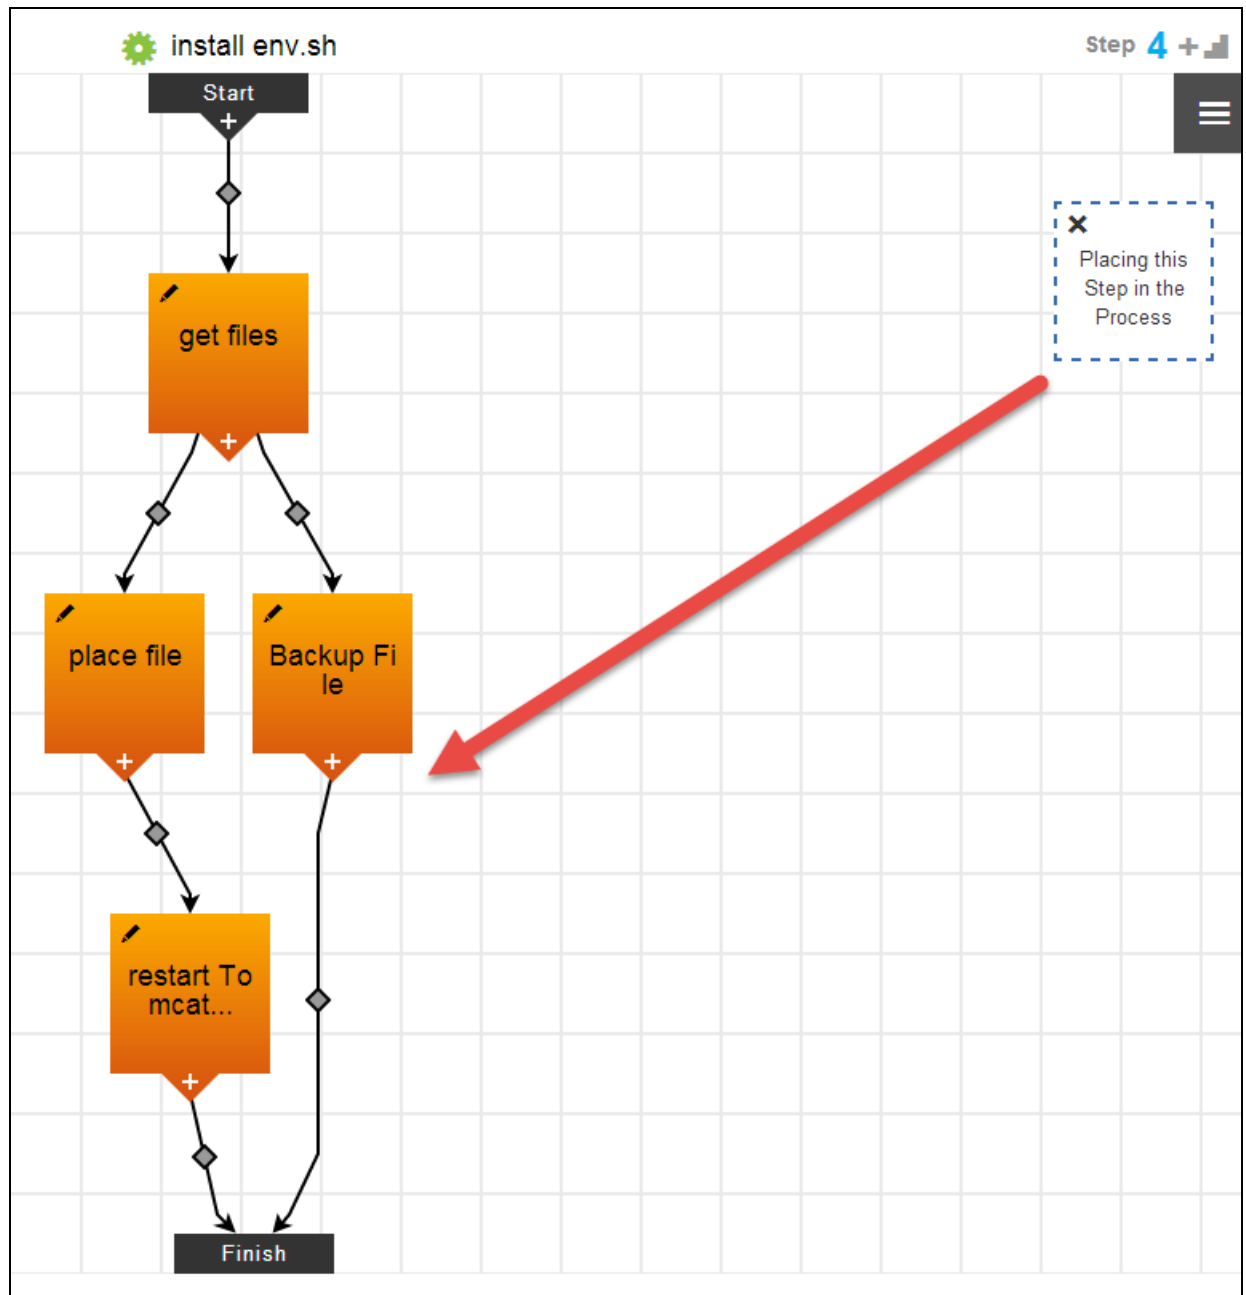 install env.sh
Step 4 +
Start
+
Placing this
Step in the
Process
get files
+
place file
+
Backup Fi
le
+
restart To
mcat...
+
Finish